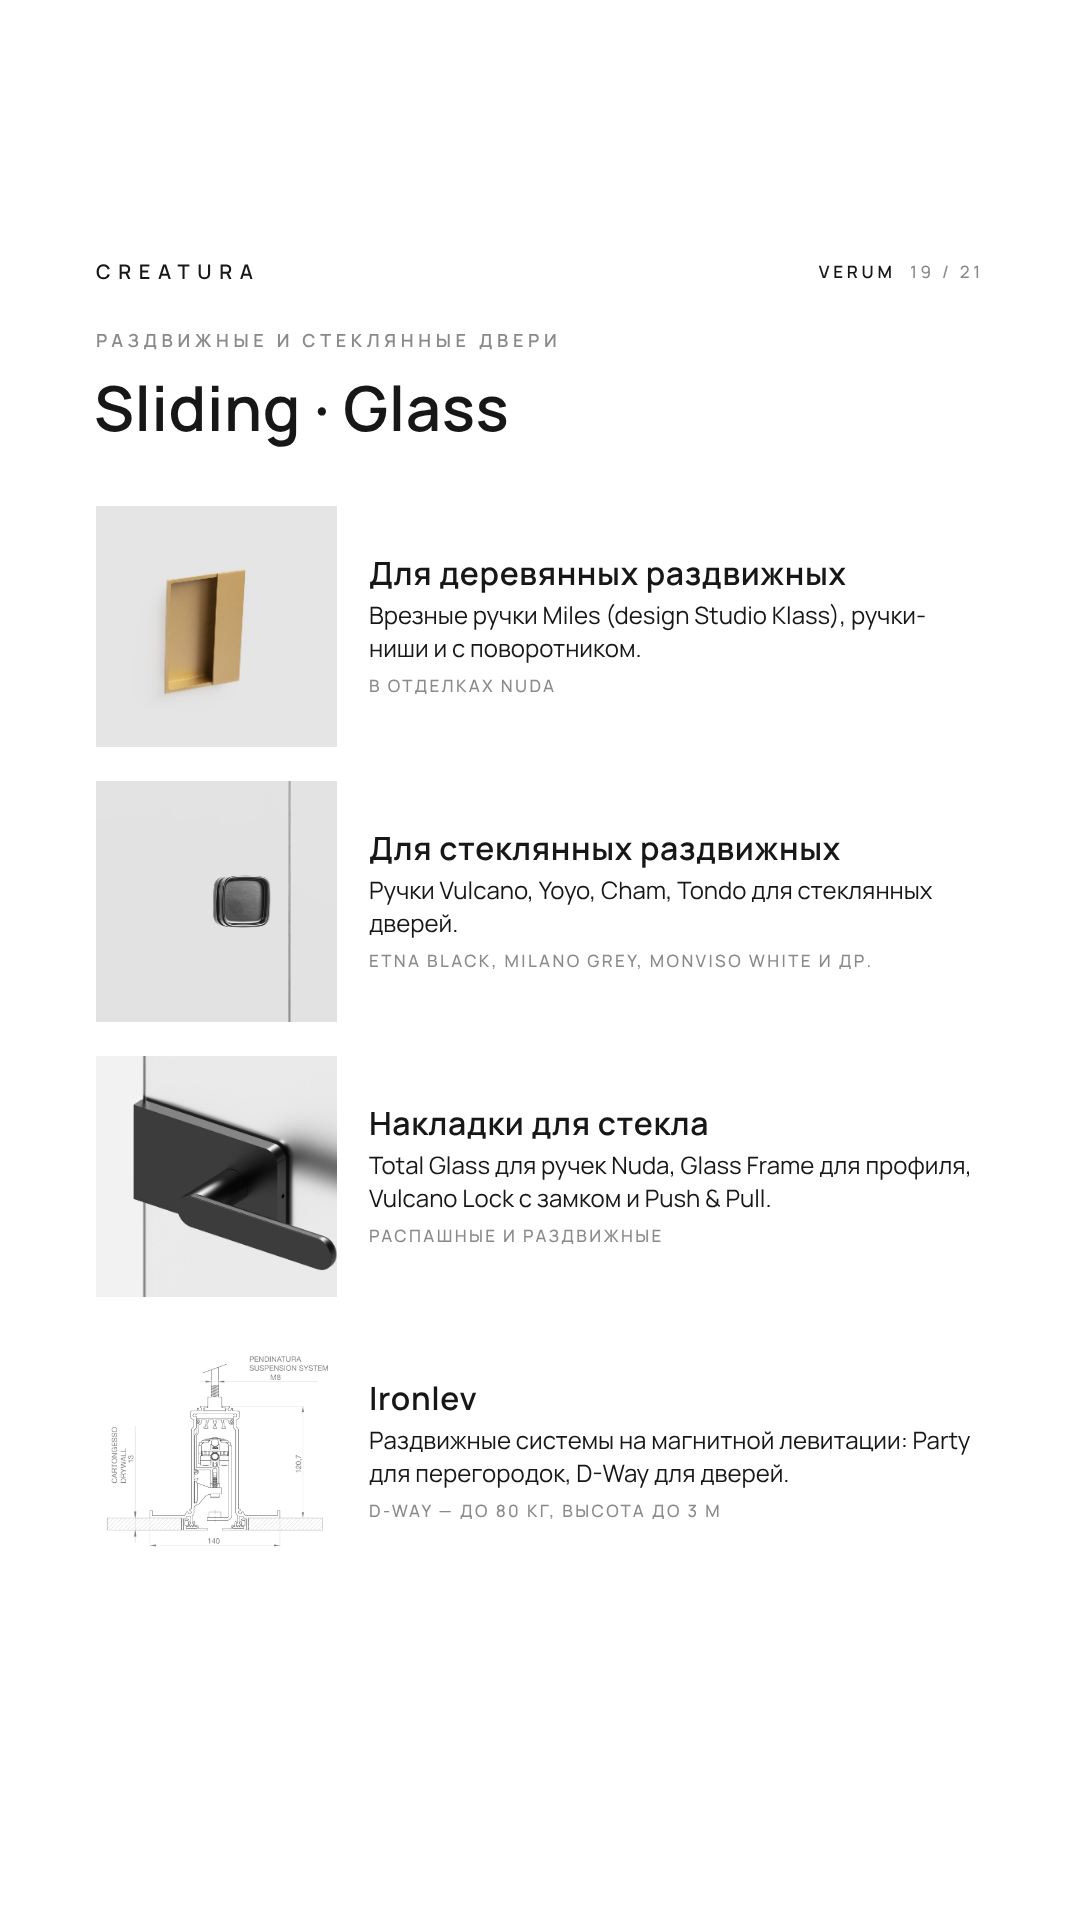 CREATURA
VERUM 19 / 21
РАЗДВИЖНЫЕ И СТЕКЛЯННЫЕ ДВЕРИ
Sliding · Glass
Для деревянных раздвижных
Врезные ручки Miles (design Studio Klass), ручки-
ниши и с поворотником.
В ОТДЕЛКАХ NUDA
Для стеклянных раздвижных
Ручки Vulcano, Yoyo, Cham, Tondo для стеклянных
дверей.
ETNA BLACK, MILANO GREY, MONVISO WHITE И ДР.
Накладки для стекла
Total Glass для ручек Nuda, Glass Frame для профиля,
Vulcano Lock с замком и Push & Pull.
РАСПАШНЫЕ И РАЗДВИЖНЫЕ
PENDINATURA
SUSPENSION SYSTEM
M8
CARTONGESSO
DRYWALL
13
120,7
140
Ironlev
Раздвижные системы на магнитной левитации: Party
для перегородок, D-Way для дверей.
D-WAY — ДО 80 КГ, ВЫСОТА ДО 3 М